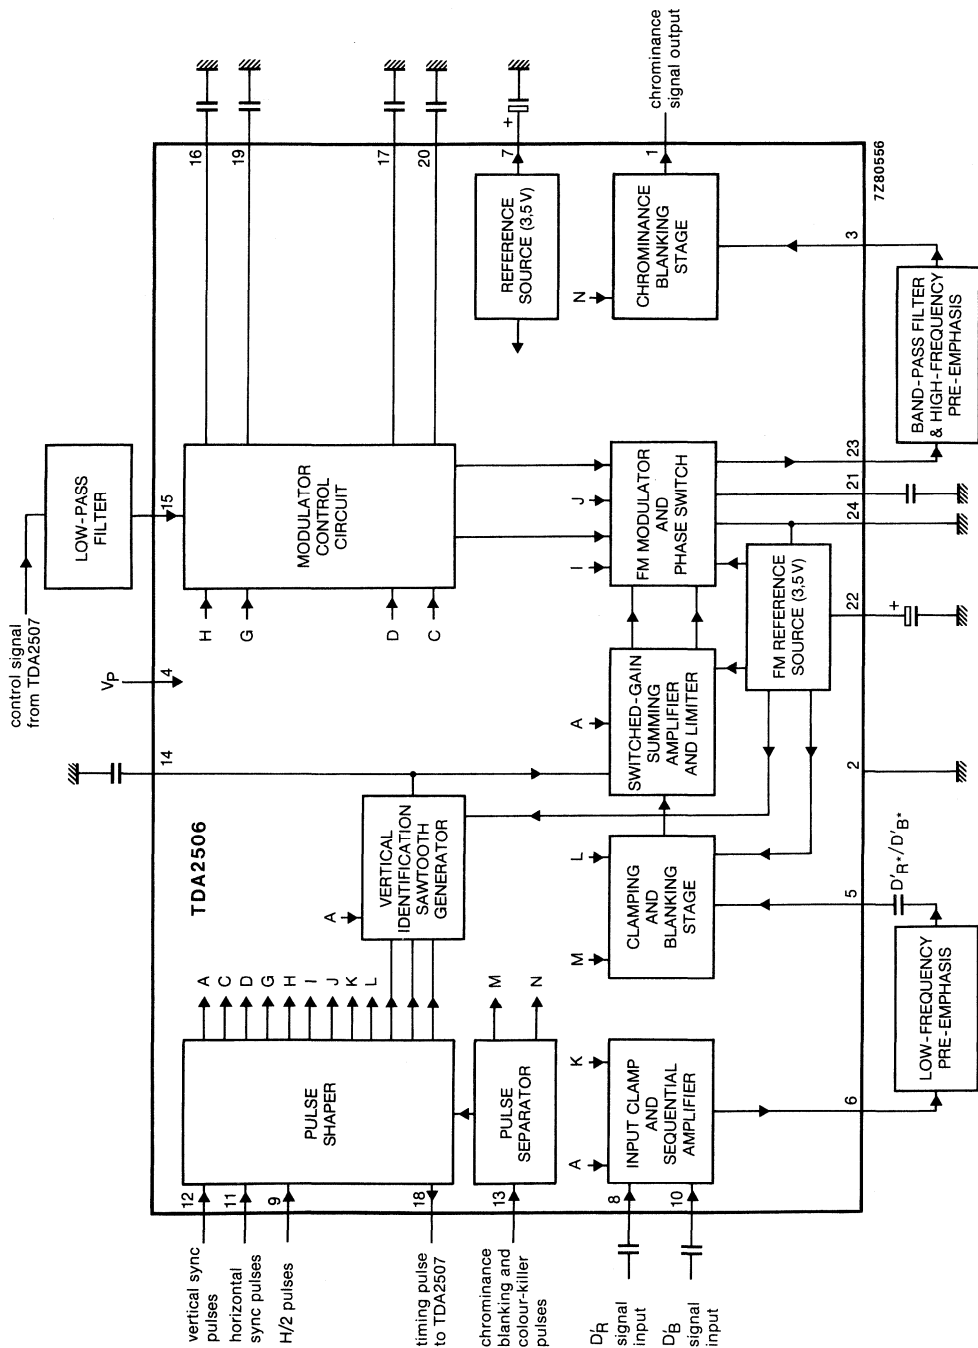 TDA2506
vertical sync
pulses
horizontal
sync pulses
H/2 pulses
timing pulse
to TDA2507
chrominance
blanking and
colour-killer
pulses
D'R
signal
input
D'B
signal
input
12
11
9
18
13
8
10
PULSE
SHAPER
A
C
D
G
H
I
J
K
L
PULSE
SEPARATOR
M
N
A
K
INPUT CLAMP
AND
SEQUENTIAL
AMPLIFIER
6
LOW-FREQUENCY
PRE-EMPHASIS
D'R*/D'B*
5
A
VERTICAL
IDENTIFICATION
SAWTOOTH
GENERATOR
14
M
L
CLAMPING
AND
BLANKING
STAGE
2
A
SWITCHED-GAIN
SUMMING
AMPLIFIER
AND LIMITER
VP
4
control signal
from TDA2507
LOW-PASS
FILTER
15
H
G
D
C
MODULATOR
CONTROL
CIRCUIT
I
J
FM MODULATOR
AND
PHASE SWITCH
FM REFERENCE
SOURCE (3,5 V)
22
+
24
21
23
BAND-PASS FILTER
& HIGH-FREQUENCY
PRE-EMPHASIS
3
16
19
17
20
REFERENCE
SOURCE (3,5 V)
7
+
N
CHROMINANCE
BLANKING
STAGE
1
chrominance
signal output
7Z80556